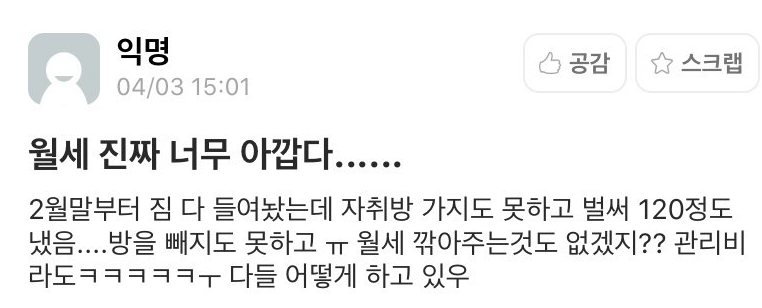 익명
04/03 15:01
공감
스크랩
월세 진짜 너무 아깝다......
2월말부터 짐 다 들여놨는데 자취방 가지도 못하고 벌써 120정도
냈음....방을 빼지도 못하고 ㅠ 월세 깎아주는것도 없겠지?? 관리비
라도ㅋㅋㅋㅋㅋㅜ 다들 어떻게 하고 있우